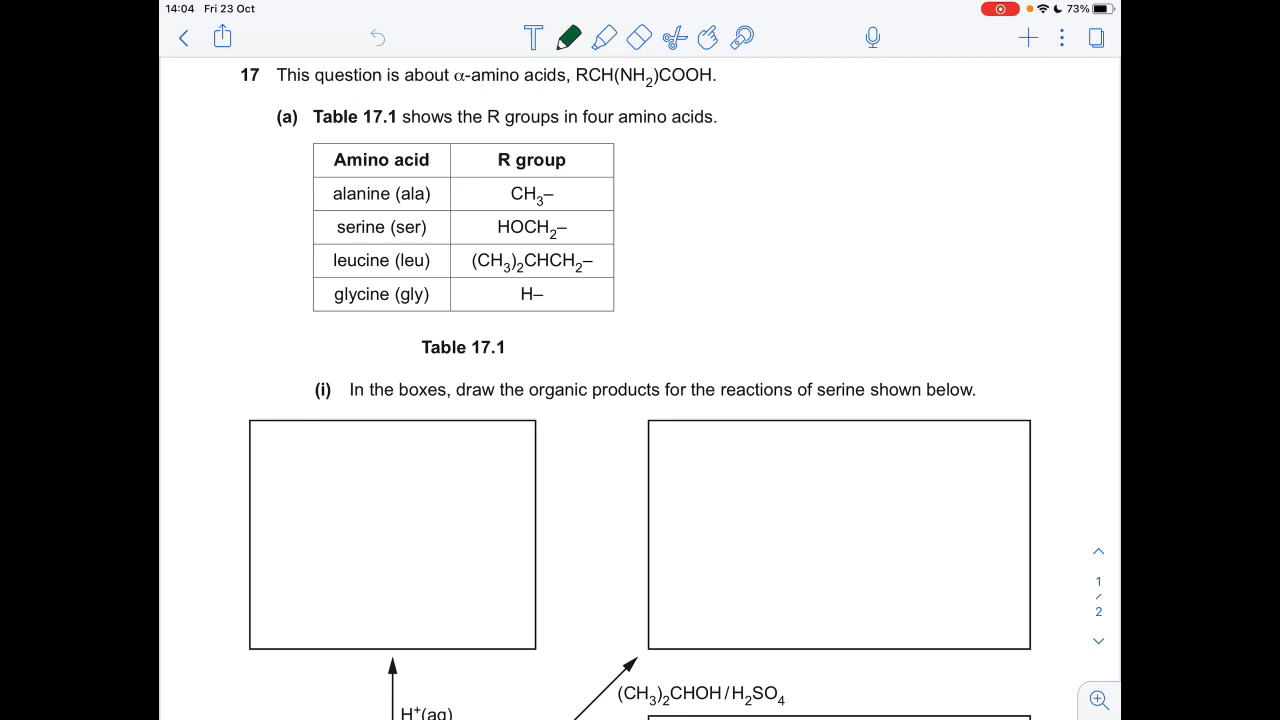 14:04 Fri 23 Oct 73%
T
17 This question is about α-amino acids, RCH(NH₂)COOH.
(a) Table 17.1 shows the R groups in four amino acids.
Amino acid R group
alanine (ala) CH₃–
serine (ser) HOCH₂–
leucine (leu) (CH₃)₂CHCH₂–
glycine (gly) H–
Table 17.1
(i) In the boxes, draw the organic products for the reactions of serine shown below.
1
/
2
(CH₃)₂CHOH / H₂SO₄
H⁺(aq)